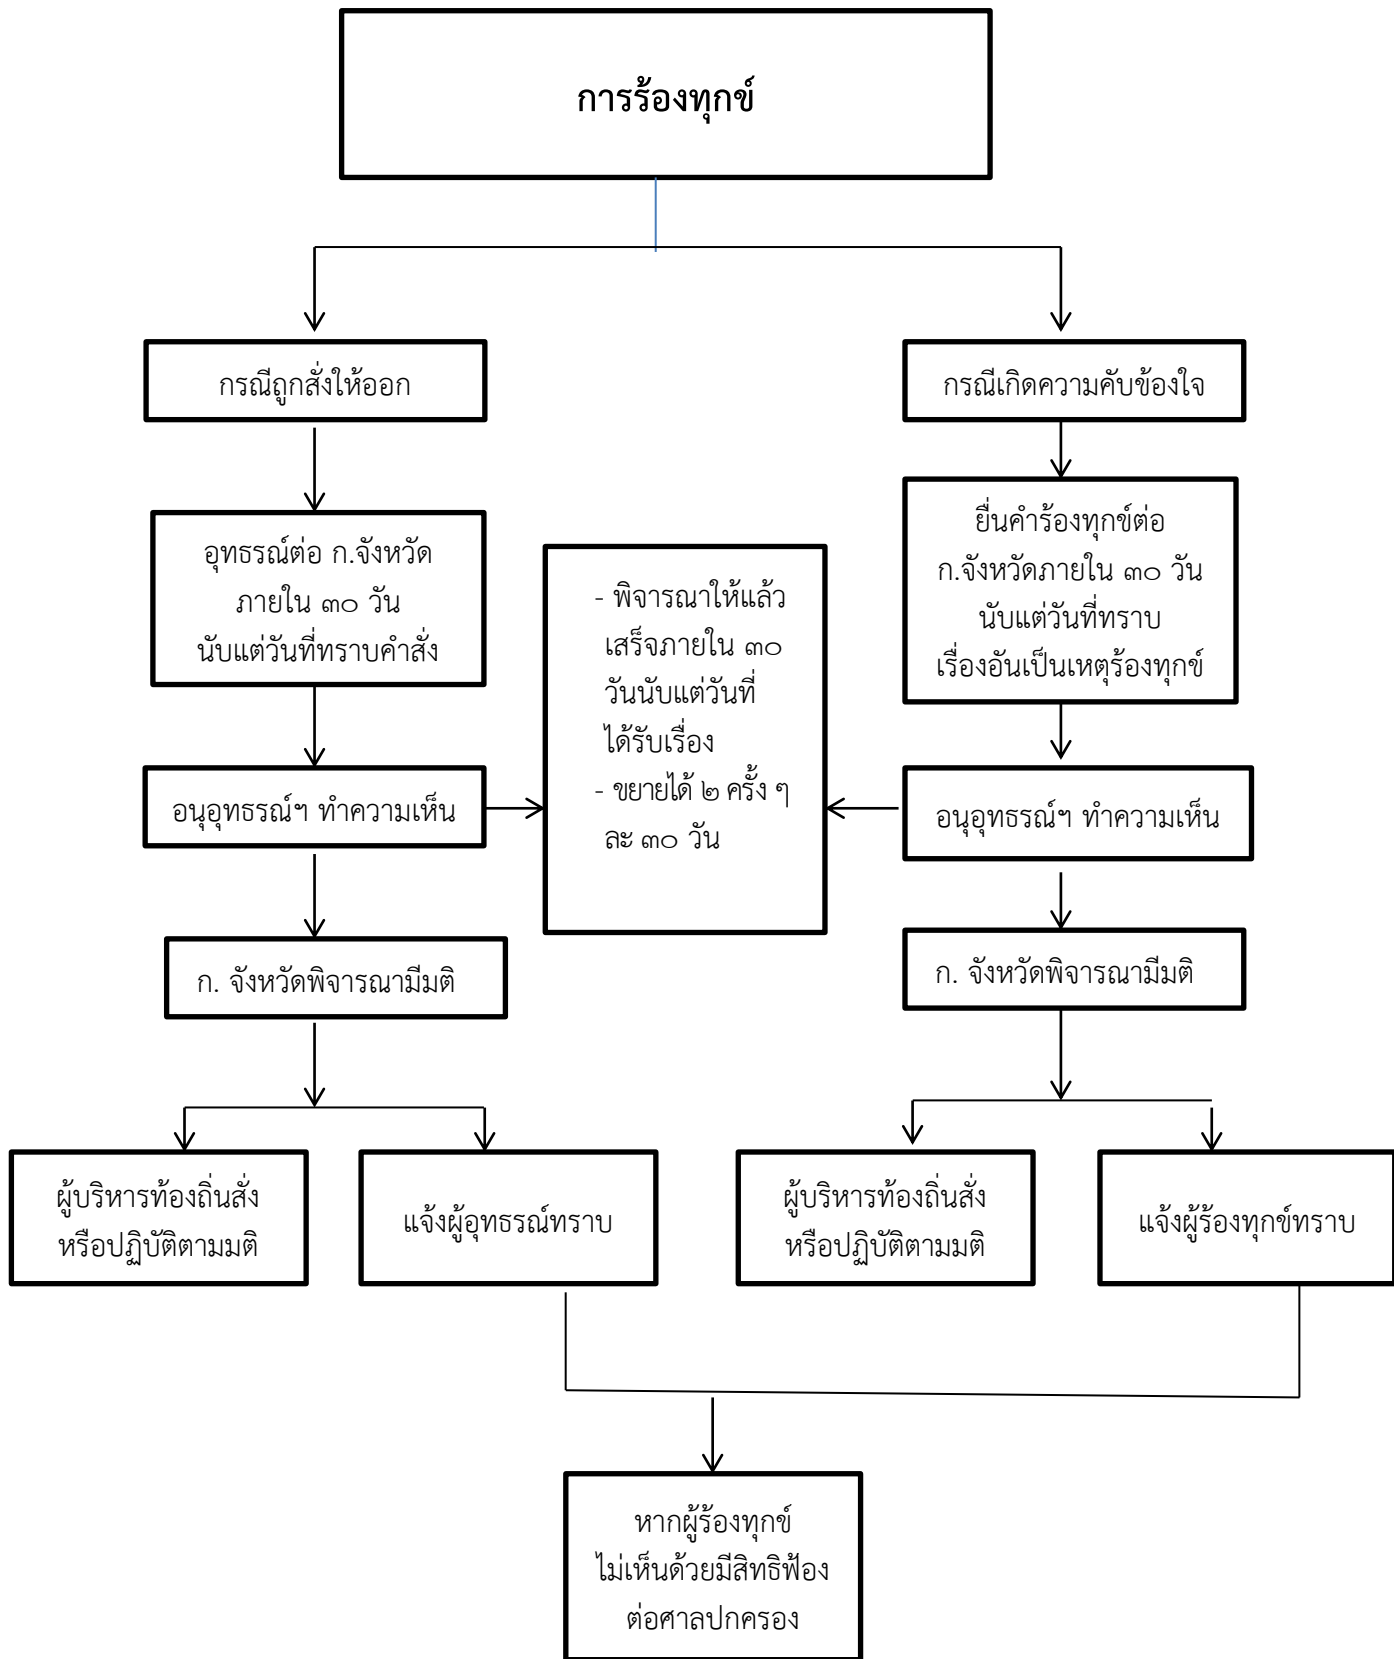 การร้องทุกข์
กรณีถูกสั่งให้ออก
กรณีเกิดความคับข้องใจ
อุทธรณ์ต่อ ก.จังหวัด
ภายใน ๓๐ วัน
นับแต่วันที่ทราบคำสั่ง
- พิจารณาให้แล้ว
เสร็จภายใน ๓๐
วันนับแต่วันที่
ได้รับเรื่อง
- ขยายได้ ๒ ครั้ง ๆ
ละ ๓๐ วัน
ยื่นคำร้องทุกข์ต่อ
ก.จังหวัดภายใน ๓๐ วัน
นับแต่วันที่ทราบ
เรื่องอันเป็นเหตุร้องทุกข์
อนุอุทธรณ์ฯ ทำความเห็น
อนุอุทธรณ์ฯ ทำความเห็น
ก. จังหวัดพิจารณามีมติ
ก. จังหวัดพิจารณามีมติ
ผู้บริหารท้องถิ่นสั่ง
หรือปฏิบัติตามมติ
แจ้งผู้อุทธรณ์ทราบ
ผู้บริหารท้องถิ่นสั่ง
หรือปฏิบัติตามมติ
แจ้งผู้ร้องทุกข์ทราบ
หากผู้ร้องทุกข์
ไม่เห็นด้วยมีสิทธิฟ้อง
ต่อศาลปกครอง